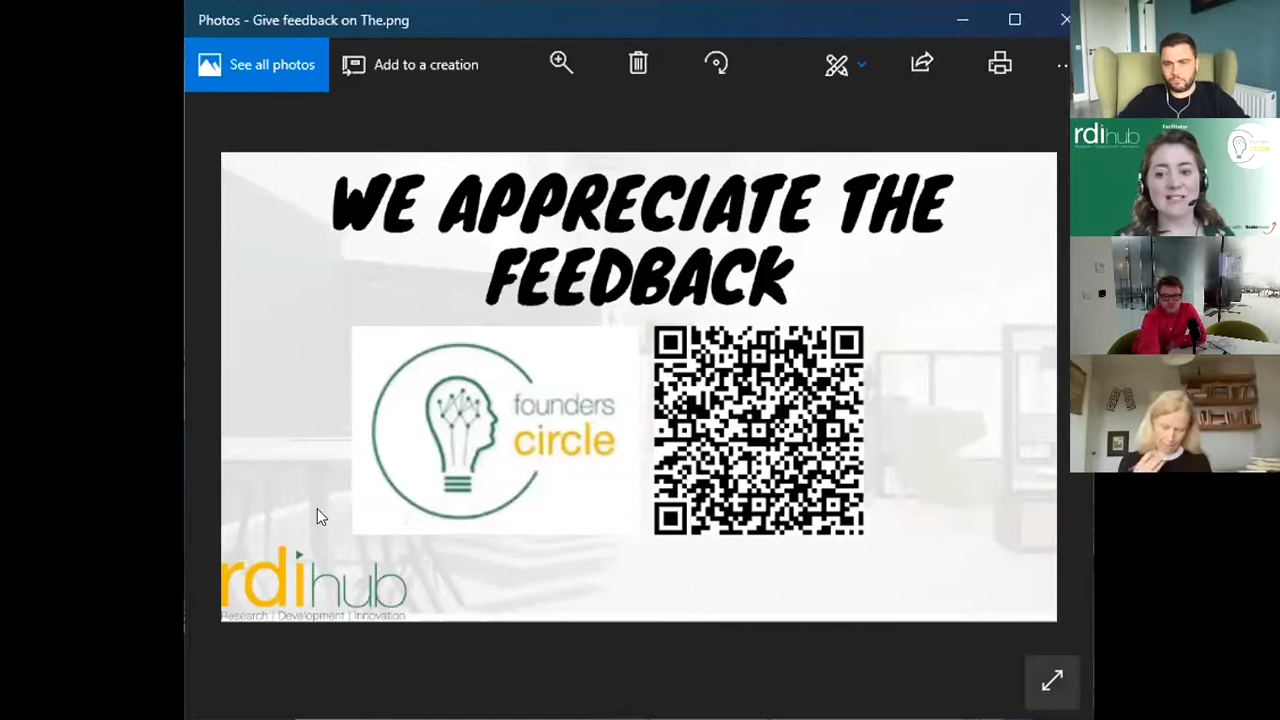 Photos - Give feedback on The.png
See all photos
Add to a creation
WE APPRECIATE THE
FEEDBACK
founders
circle
rdi hub
Research | Development | Innovation
rdi hub
Facilitator